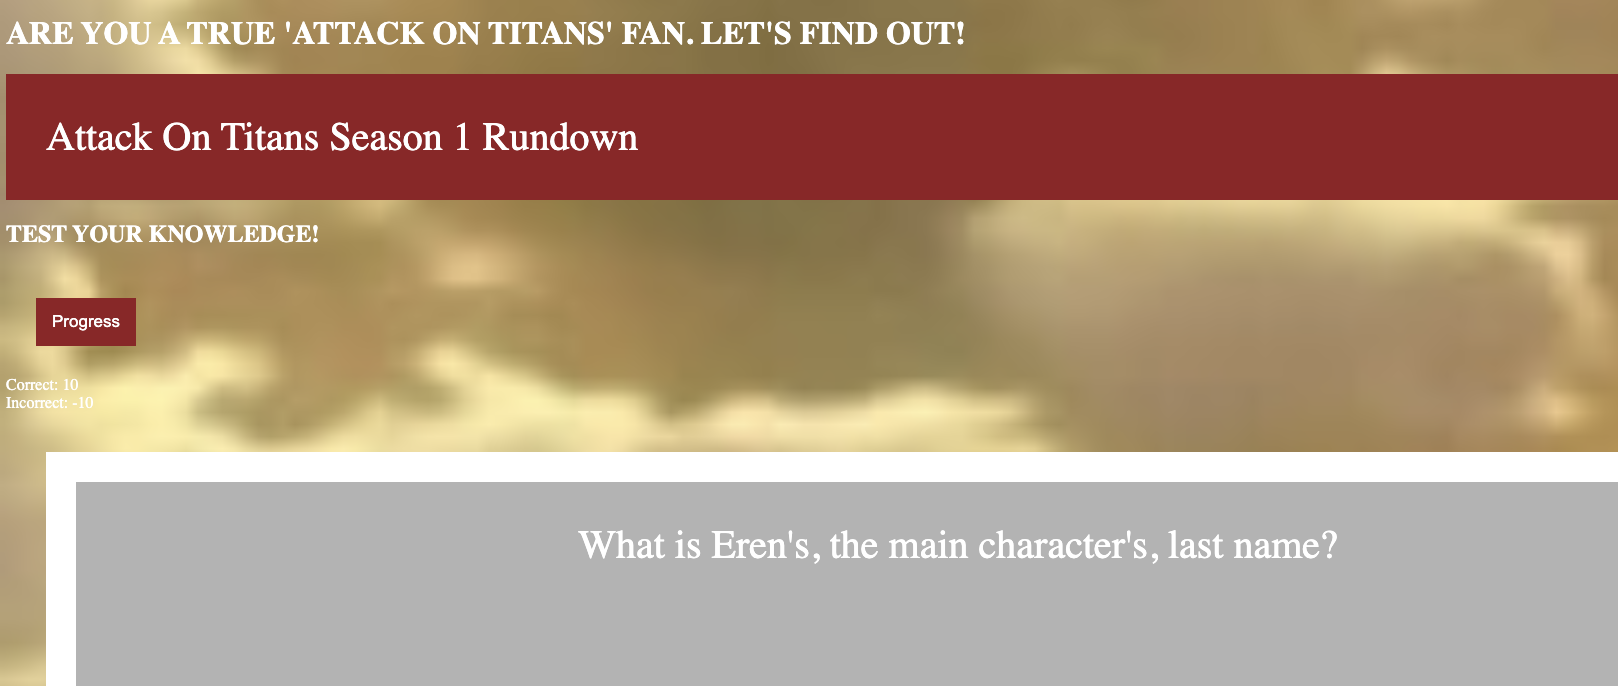 ARE YOU A TRUE 'ATTACK ON TITANS' FAN. LET'S FIND OUT!
Attack On Titans Season 1 Rundown
TEST YOUR KNOWLEDGE!
Progress
Correct: 10
Incorrect: -10
What is Eren's, the main character's, last name?